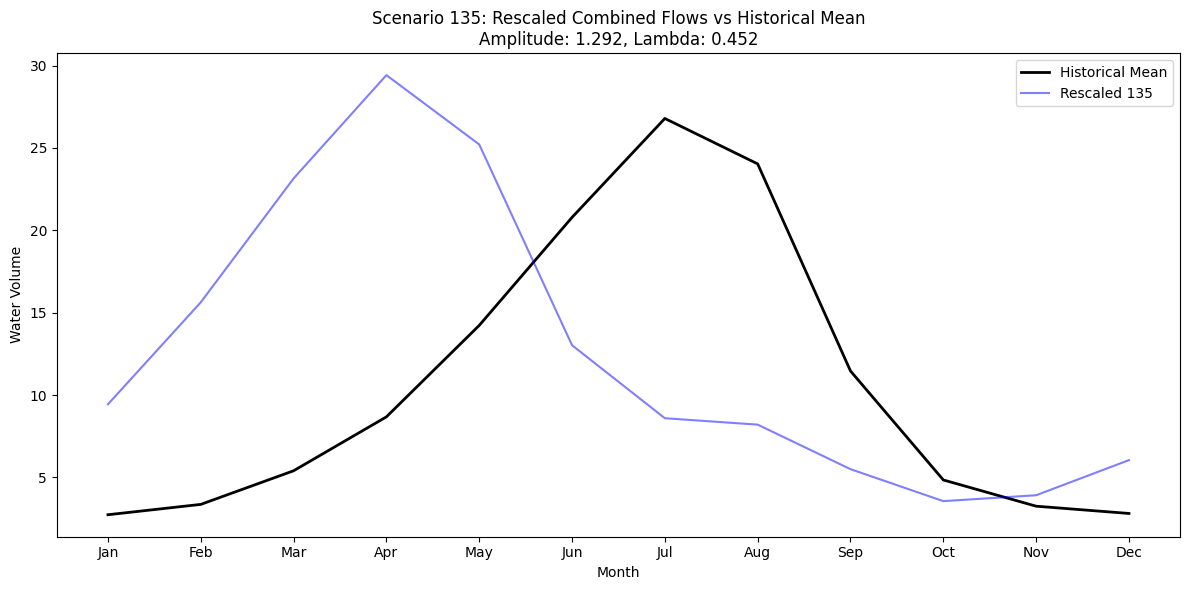 Scenario 135: Rescaled Combined Flows vs Historical Mean
Amplitude: 1.292, Lambda: 0.452
Historical Mean
Rescaled 135
Water Volume
30
25
20
15
10
5
Jan Feb Mar Apr May Jun Jul Aug Sep Oct Nov Dec
Month